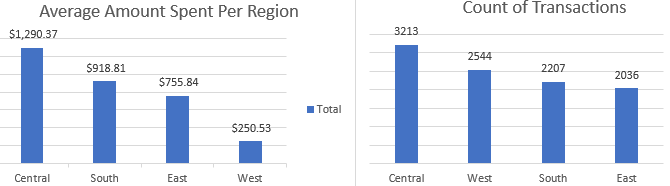 Average Amount Spent Per Region
$1,290.37
$918.81
$755.84
$250.53
Total
Central South East West
Count of Transactions
3213
2544
2207
2036
Central West South East